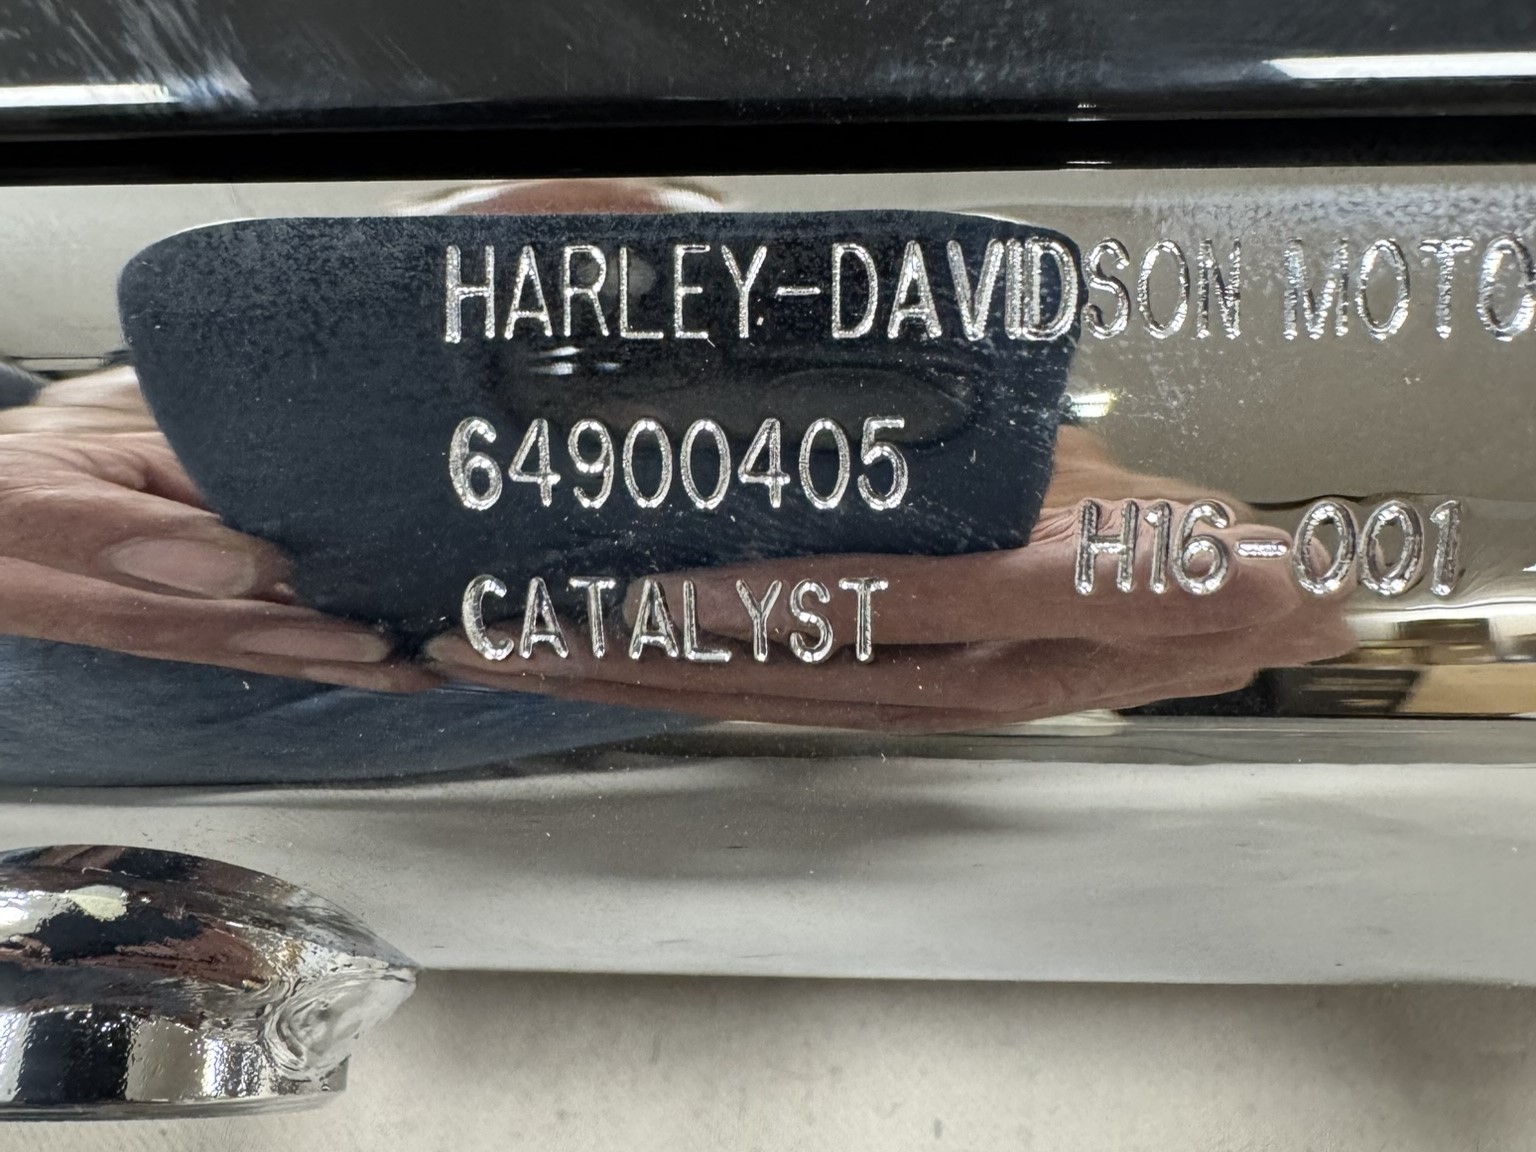 HARLEY-DAVIDSON MOTO
64900405
H16-001
CATALYST